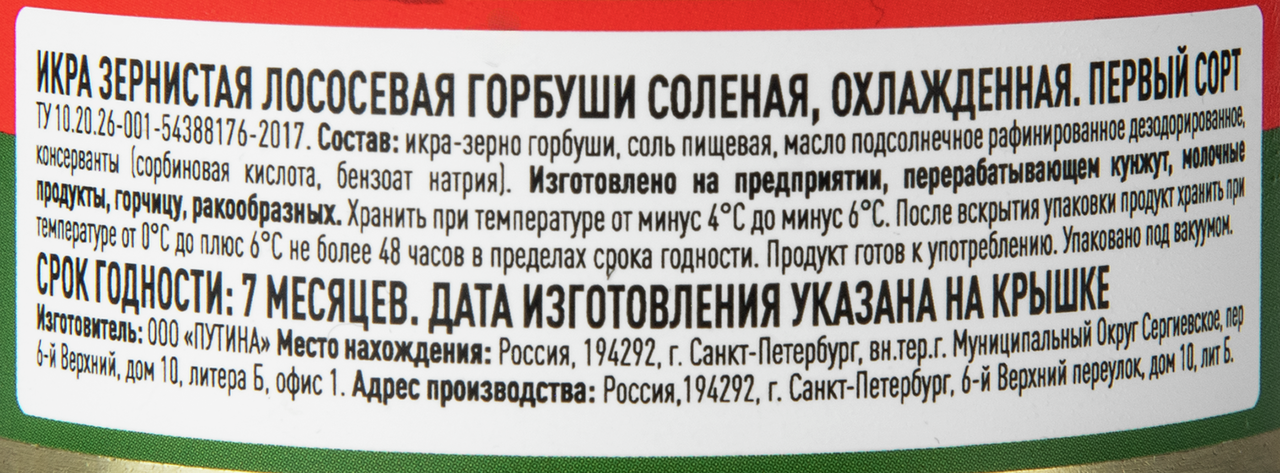 ИКРА ЗЕРНИСТАЯ ЛОСОСЕВАЯ ГОРБУШИ СОЛЕНАЯ, ОХЛАЖДЕННАЯ. ПЕРВЫЙ СОРТ
ТУ 10.20.26-001-54388176-2017. Состав: икра-зерно горбуши, соль пищевая, масло подсолнечное рафинированное дезодорированное,
консерванты (сорбиновая кислота, бензоат натрия). Изготовлено на предприятии, перерабатывающем кунжут, молочные
продукты, горчицу, ракообразных. Хранить при температуре от минус 4°С до минус 6°С. После вскрытия упаковки продукт хранить при
температуре от 0°С до плюс 6°С не более 48 часов в пределах срока годности. Продукт готов к употреблению. Упаковано под вакуумом.
СРОК ГОДНОСТИ: 7 МЕСЯЦЕВ. ДАТА ИЗГОТОВЛЕНИЯ УКАЗАНА НА КРЫШКЕ
Изготовитель: ООО «ПУТИНА» Место нахождения: Россия, 194292, г. Санкт-Петербург, вн.тер.г. Муниципальный Округ Сергиевское, пер
6-й Верхний, дом 10, литера Б, офис 1. Адрес производства: Россия,194292, г. Санкт-Петербург, 6-й Верхний переулок, дом 10, лит Б.